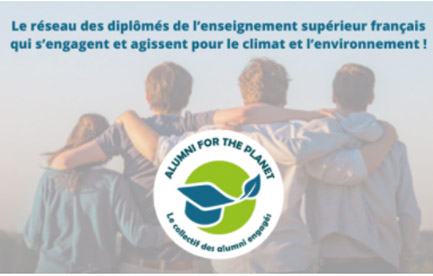 Le réseau des diplômés de l’enseignement supérieur français
qui s’engagent et agissent pour le climat et l’environnement !
ALUMNI FOR THE PLANET
Le collectif des alumni engagés